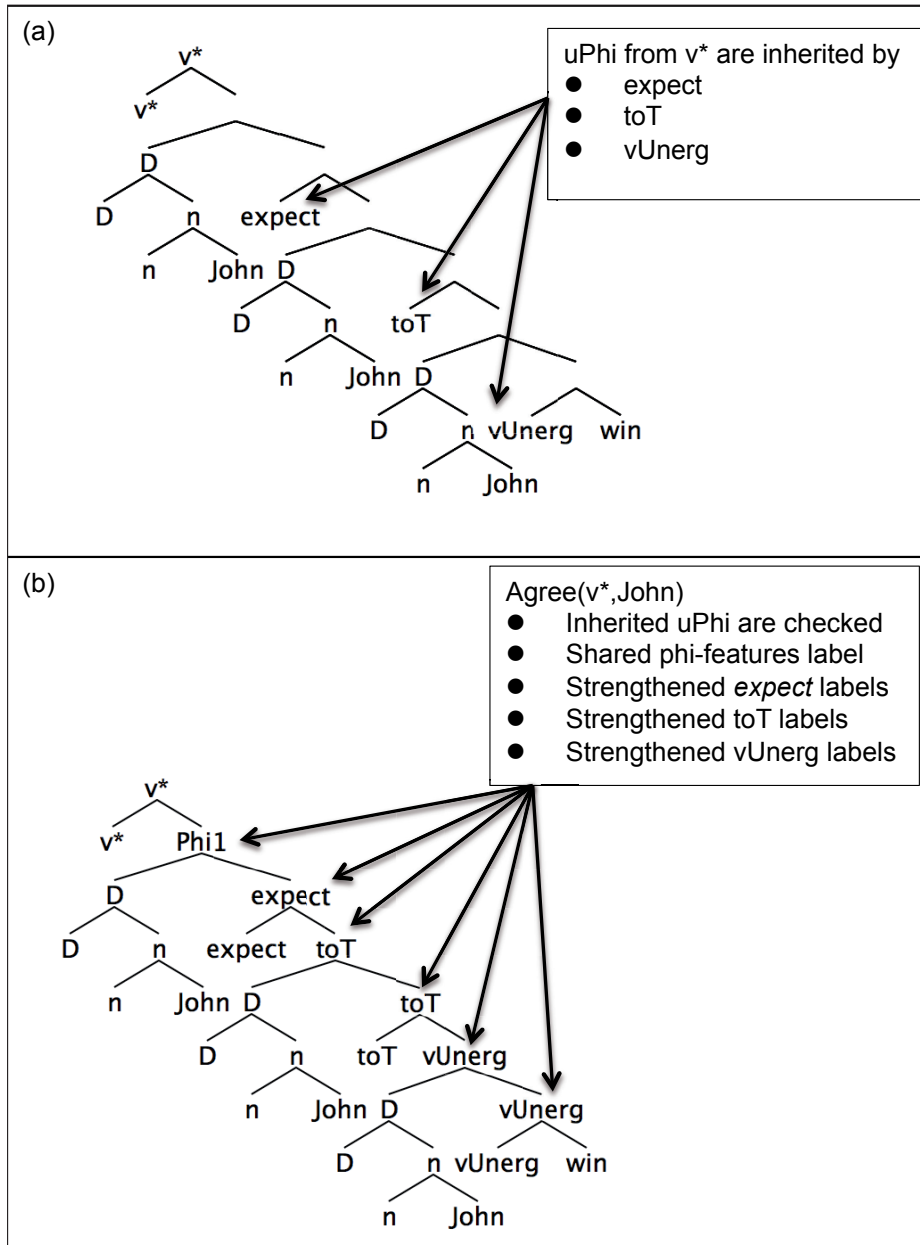 (a)
uPhi from v* are inherited by
● expect
● toT
● vUnerg
v*
v*
D
D n expect
n John D
D n toT
n John D
D n vUnerg win
n John
(b)
Agree(v*,John)
● Inherited uPhi are checked
● Shared phi-features label
● Strengthened expect labels
● Strengthened toT labels
● Strengthened vUnerg labels
v*
v* Phi1
D expect
D n expect toT
n John D toT
D n toT vUnerg
n John D vUnerg
D n vUnerg win
n John